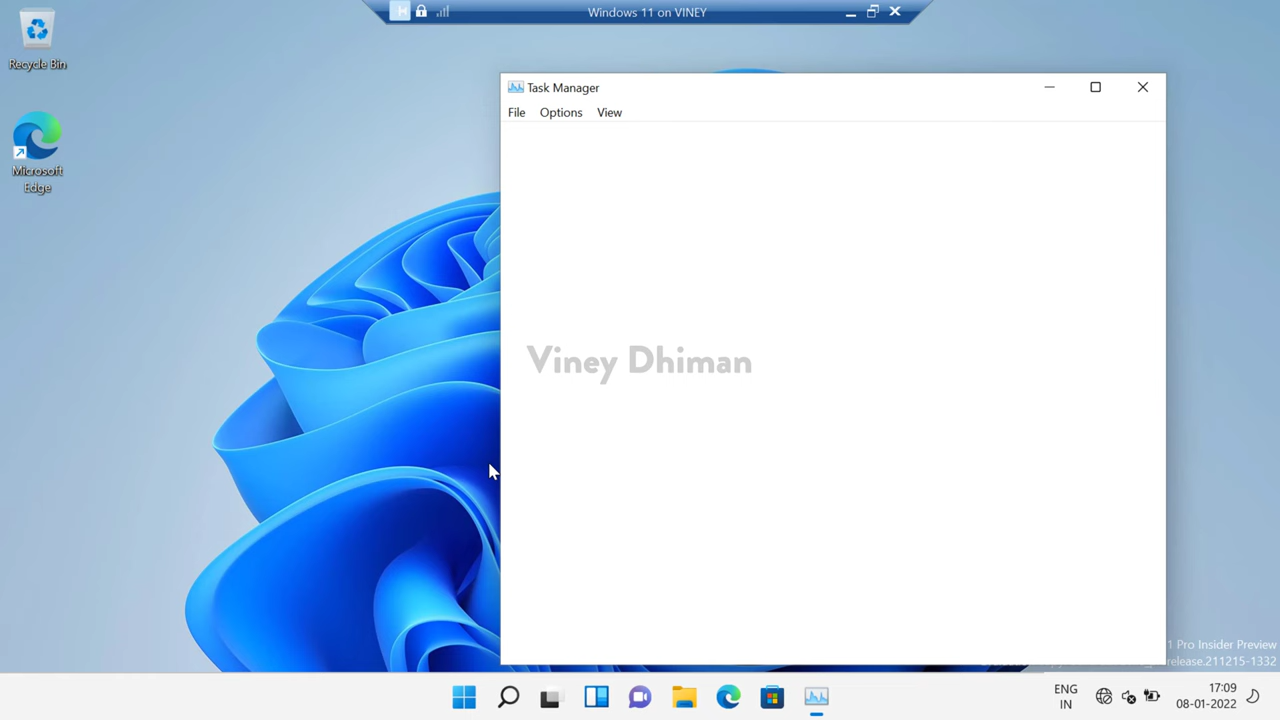 Windows 11 on VINEY
Recycle Bin
Microsoft
Edge
Task Manager
File Options View
Viney Dhiman
1 Pro Insider Preview
release.211215-1332
ENG
IN
17:09
08-01-2022